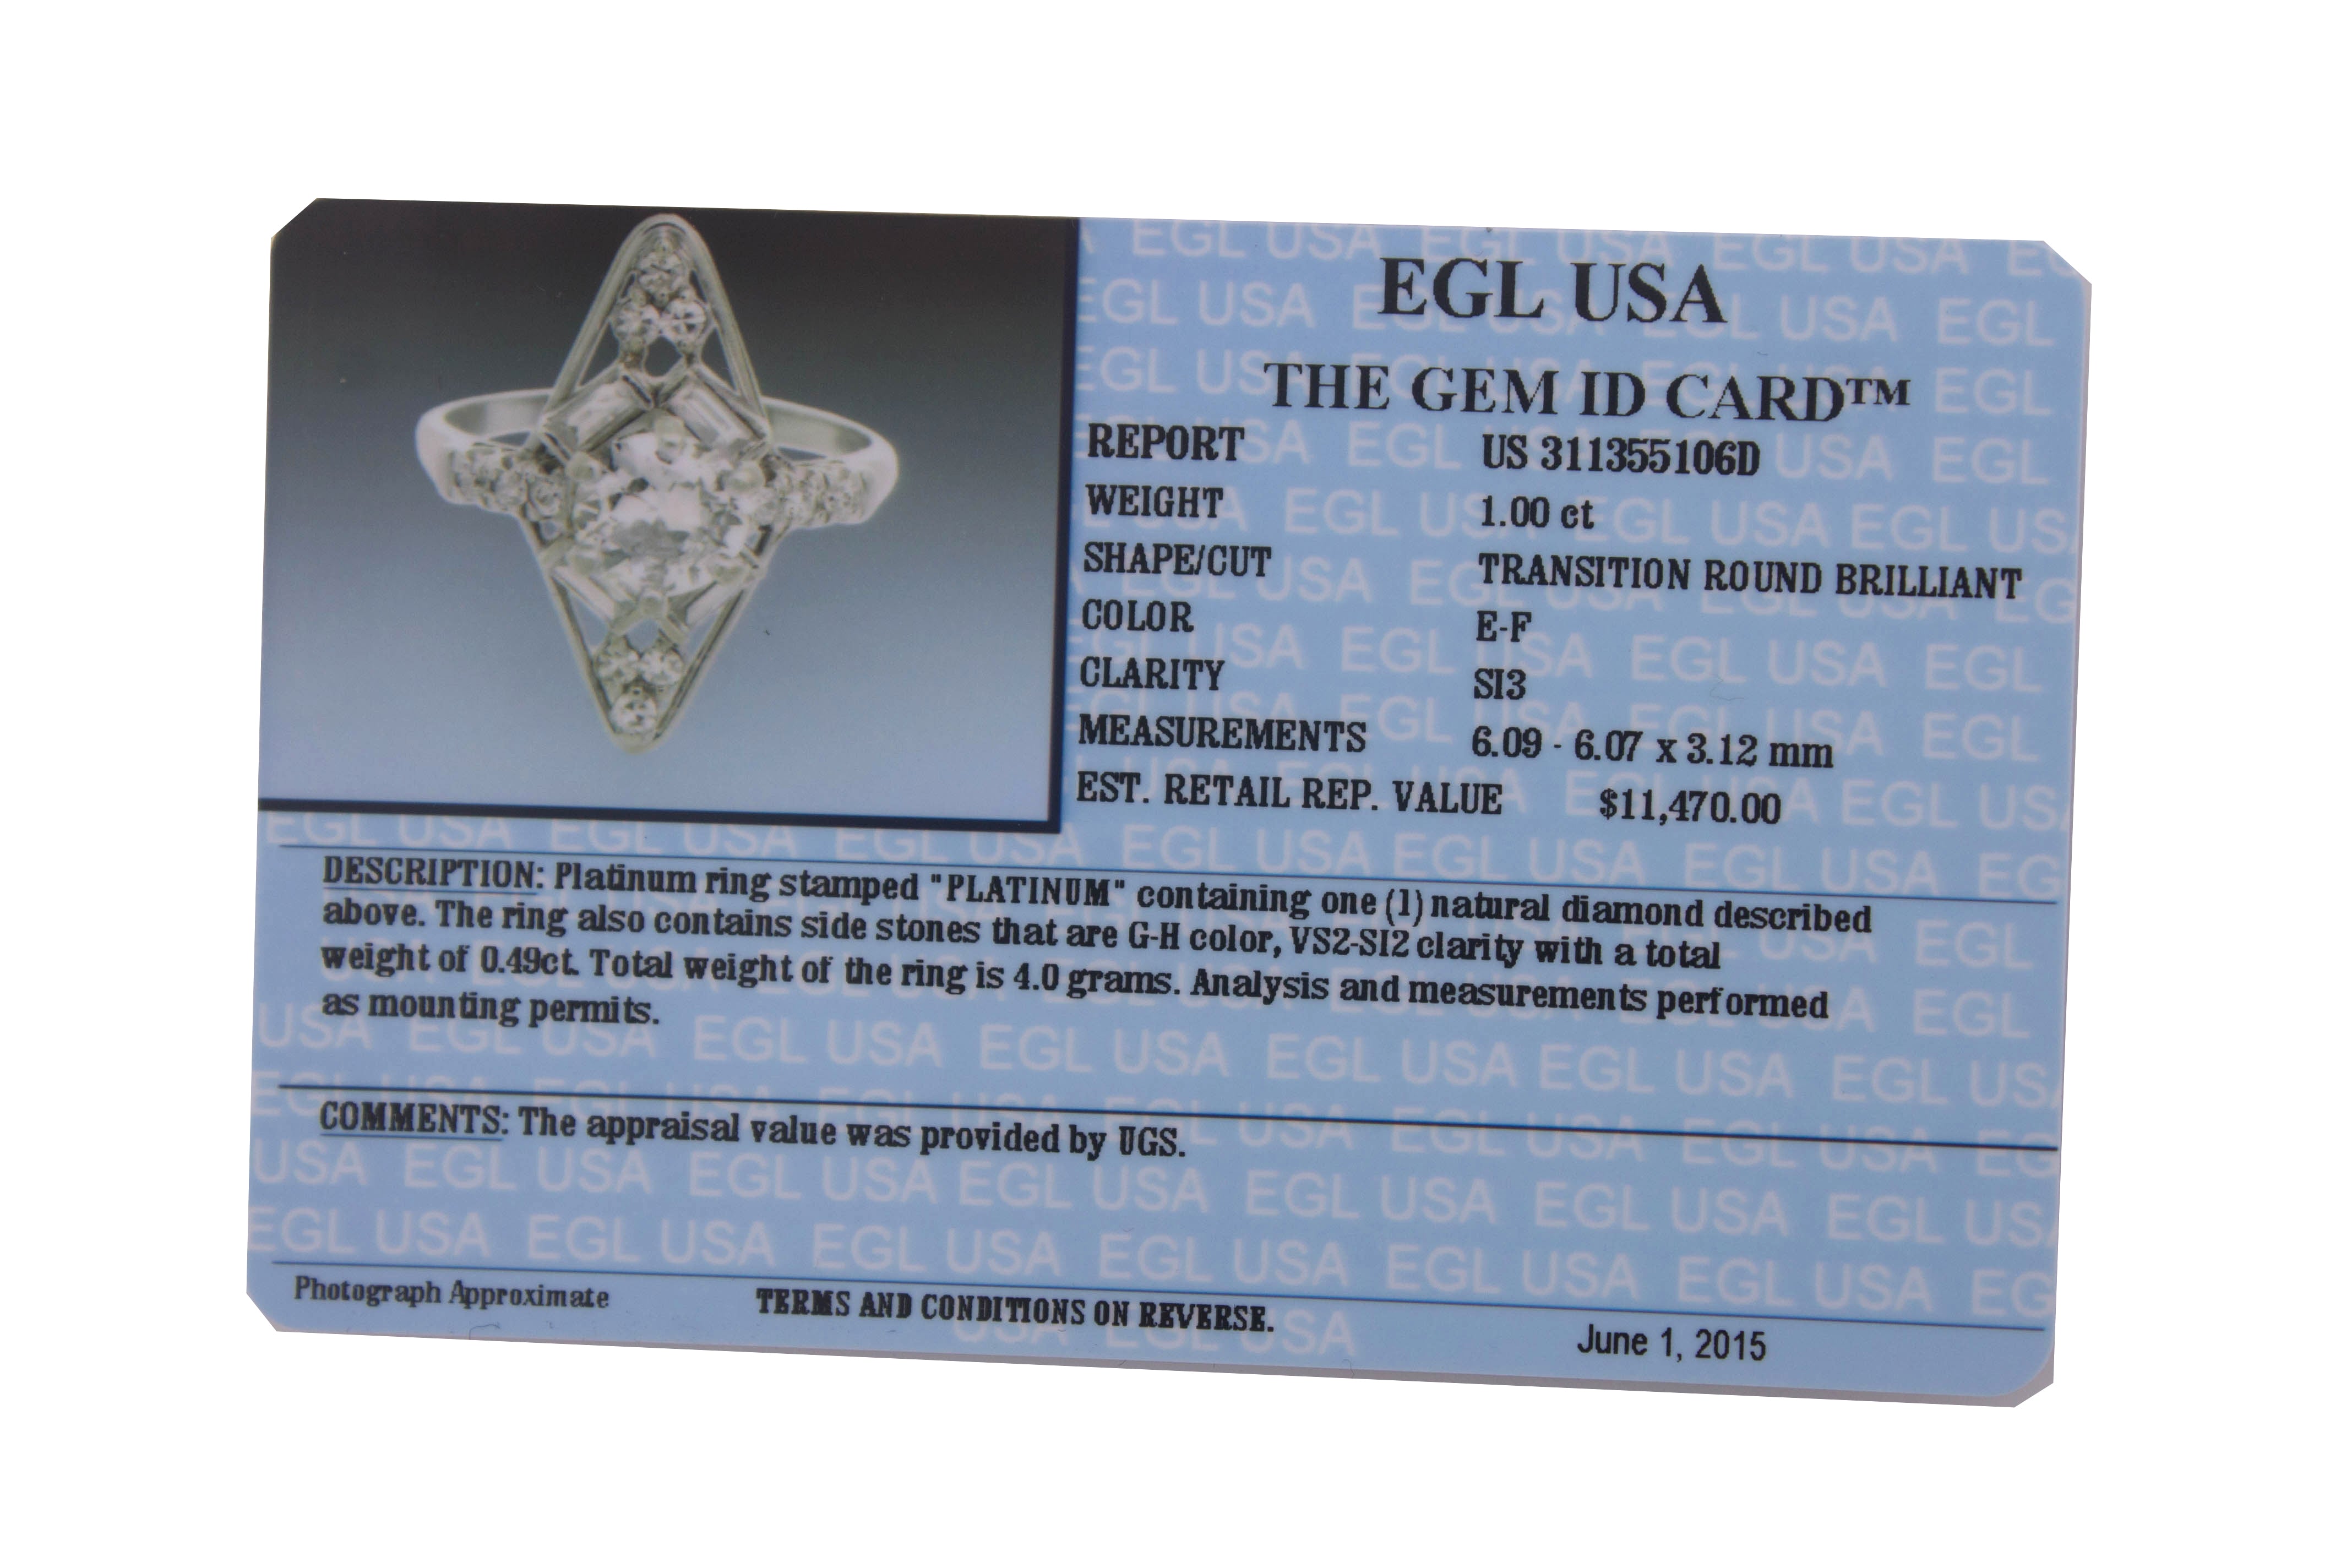 EGL USA
THE GEM ID CARD™
REPORT US 311355106D
WEIGHT 1.00 ct
SHAPE/CUT TRANSITION ROUND BRILLIANT
COLOR E-F
CLARITY SI3
MEASUREMENTS 6.09 - 6.07 x 3.12 mm
EST. RETAIL REP. VALUE $11,470.00
DESCRIPTION: Platinum ring stamped "PLATINUM" containing one (1) natural diamond described
above. The ring also contains side stones that are G-H color, VS2-SI2 clarity with a total
weight of 0.49ct. Total weight of the ring is 4.0 grams. Analysis and measurements performed
as mounting permits.
COMMENTS: The appraisal value was provided by UGS.
Photograph Approximate TERMS AND CONDITIONS ON REVERSE. June 1, 2015